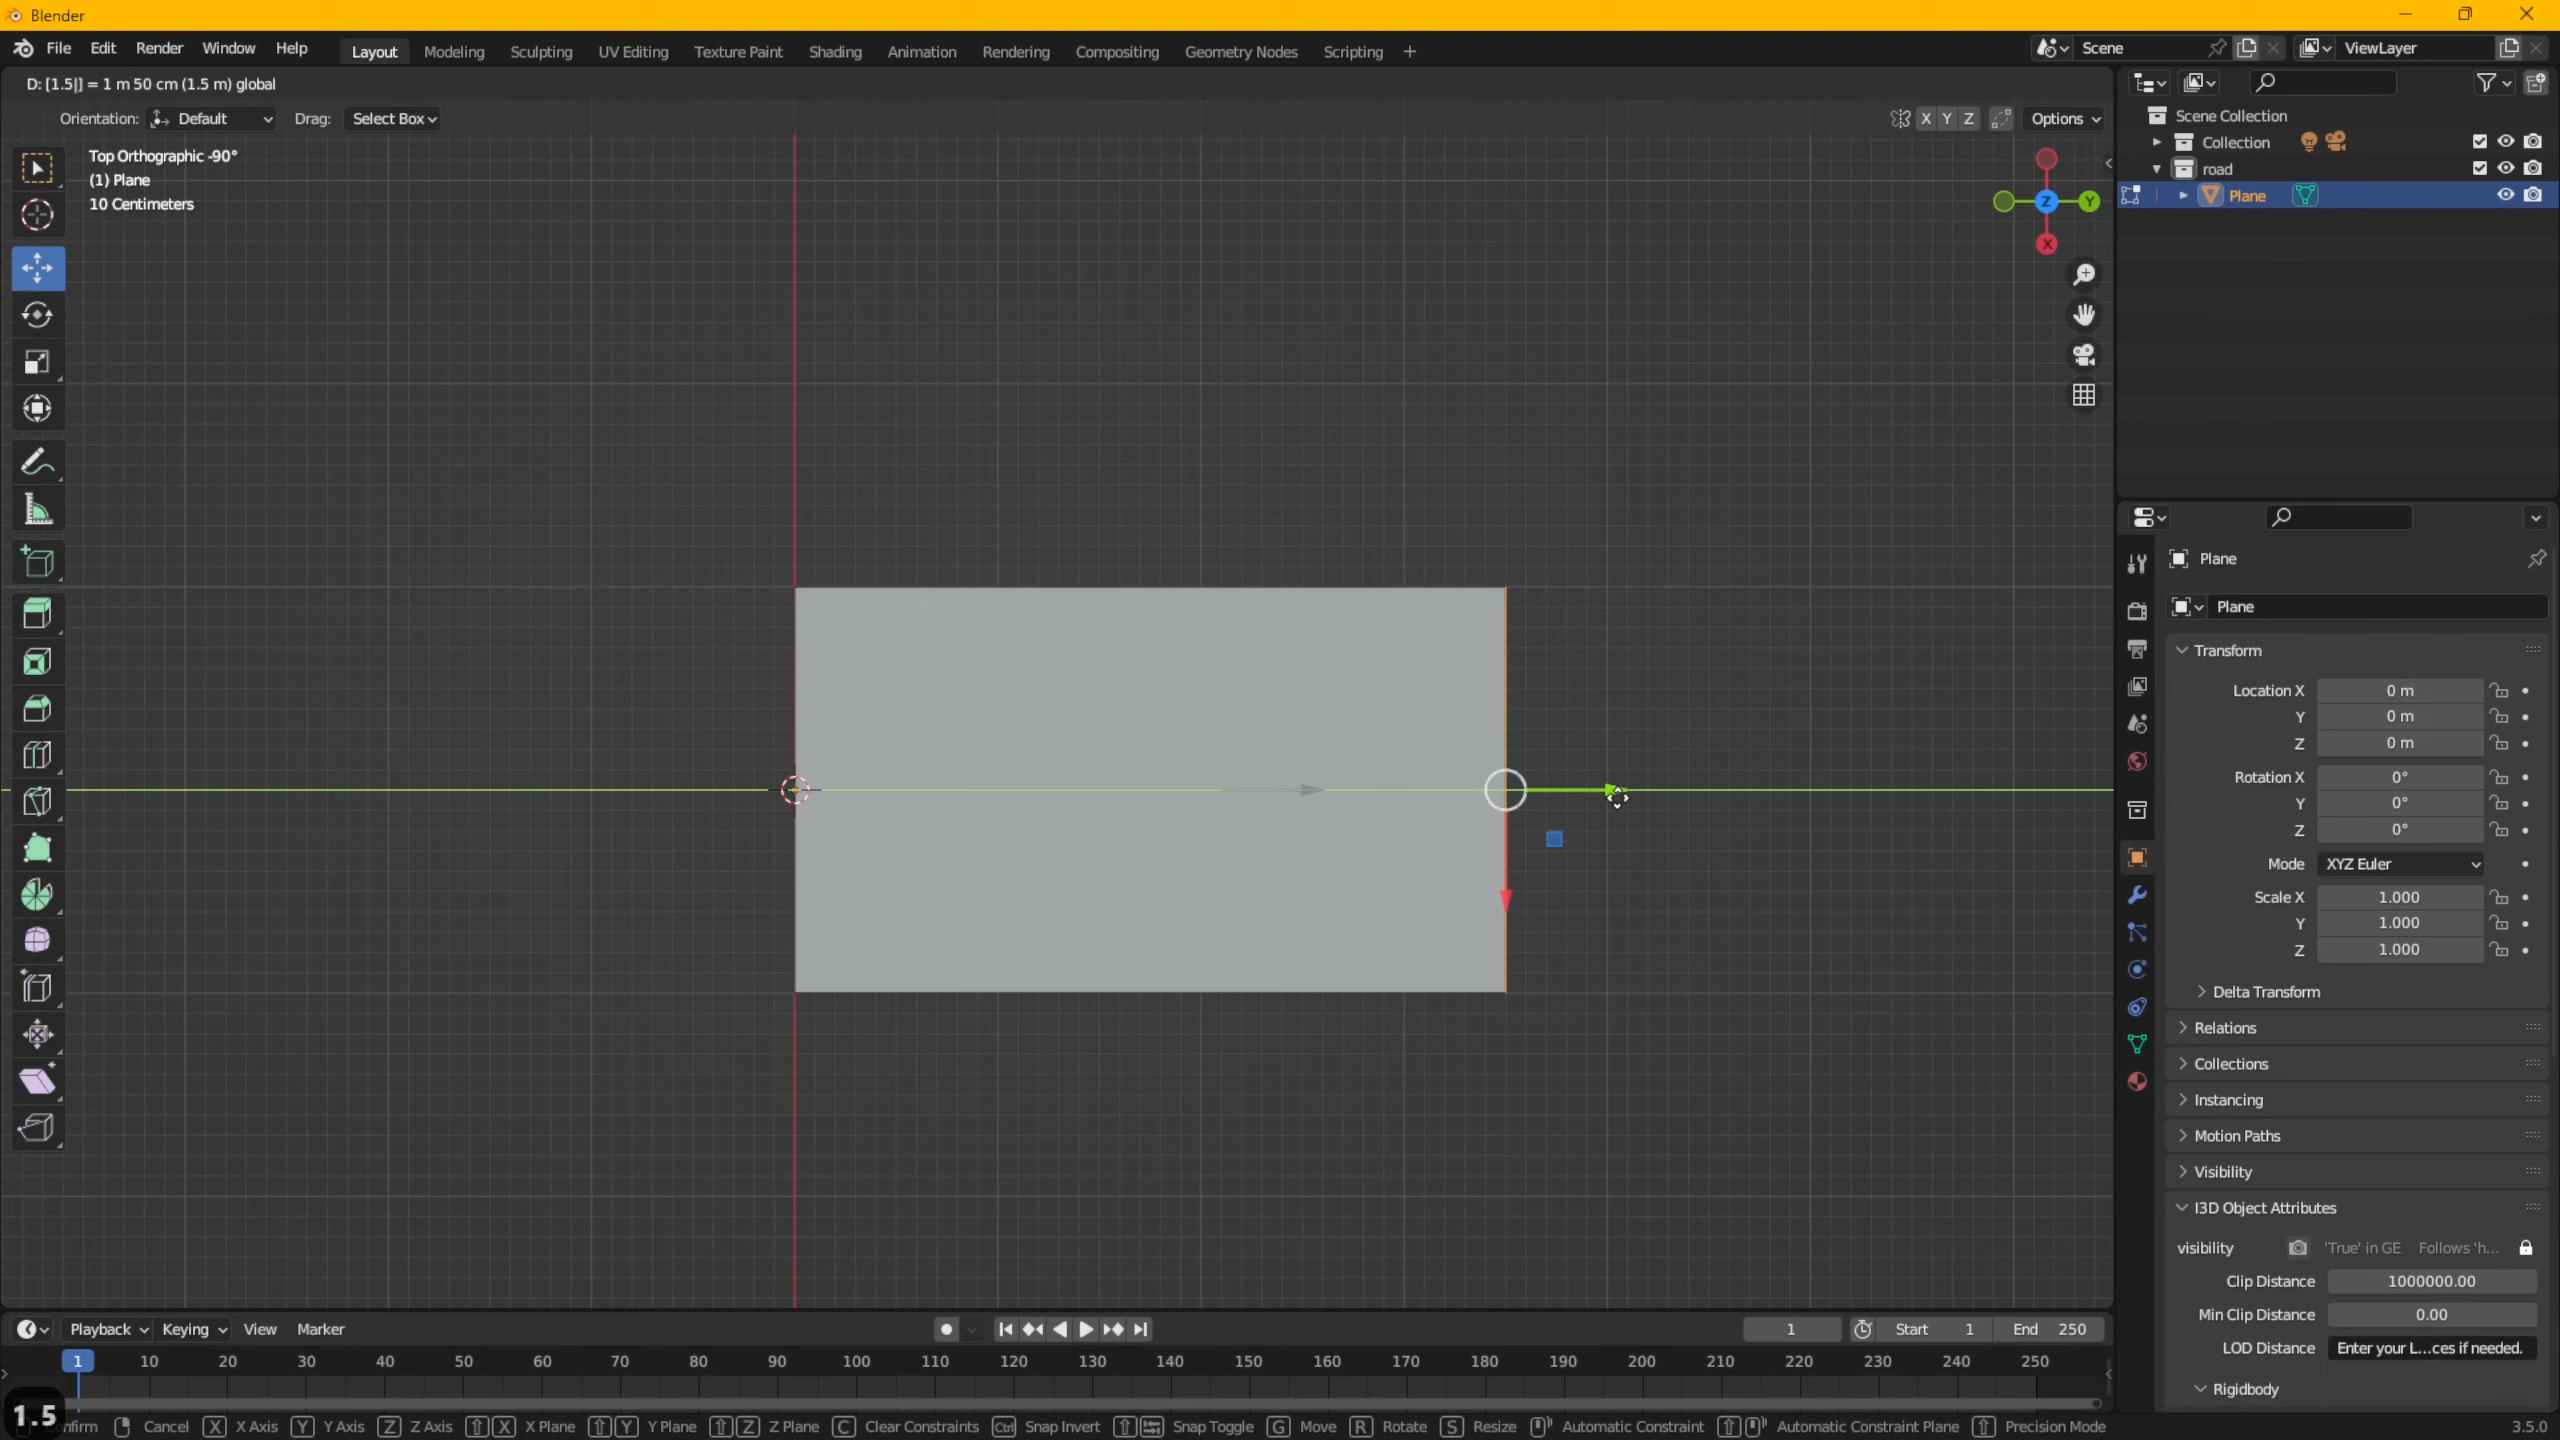 Blender
File Edit Render Window Help Layout Modeling Sculpting UV Editing Texture Paint Shading Animation Rendering Compositing Geometry Nodes Scripting + Scene ViewLayer
D: [1.5|] = 1 m 50 cm (1.5 m) global
Orientation: Default Drag: Select Box X Y Z Options
Top Orthographic -90°
(1) Plane
10 Centimeters
Z Y
X
Scene Collection
Collection
road
Plane
Plane
Plane
Transform
Location X 0 m
Y 0 m
Z 0 m
Rotation X 0°
Y 0°
Z 0°
Mode XYZ Euler
Scale X 1.000
Y 1.000
Z 1.000
Delta Transform
Relations
Collections
Instancing
Motion Paths
Visibility
I3D Object Attributes
visibility 'True' in GE Follows 'h...
Clip Distance 1000000.00
Min Clip Distance 0.00
LOD Distance Enter your L...ces if needed.
Rigidbody
Playback Keying View Marker 1 Start 1 End 250
1 10 20 30 40 50 60 70 80 90 100 110 120 130 140 150 160 170 180 190 200 210 220 230 240 250
1.5
Cancel X X Axis Y Y Axis Z Z Axis X X Plane Y Y Plane Z Z Plane C Clear Constraints Ctrl Snap Invert Snap Toggle G Move R Rotate S Resize Automatic Constraint Automatic Constraint Plane Precision Mode 3.5.0